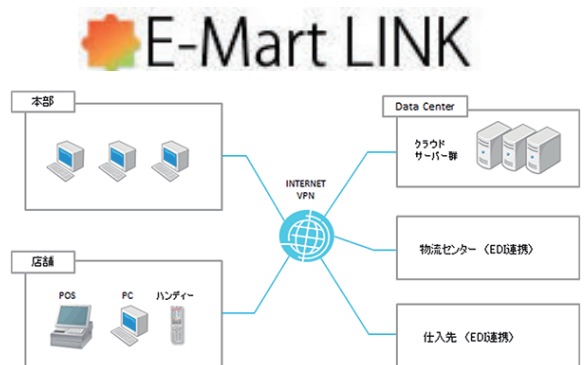 E-Mart LINK
本部
Data Center
クラウド
サーバー群
INTERNET
VPN
物流センター（EDI連携）
店舗
POS
PC
ハンディー
仕入先（EDI連携）